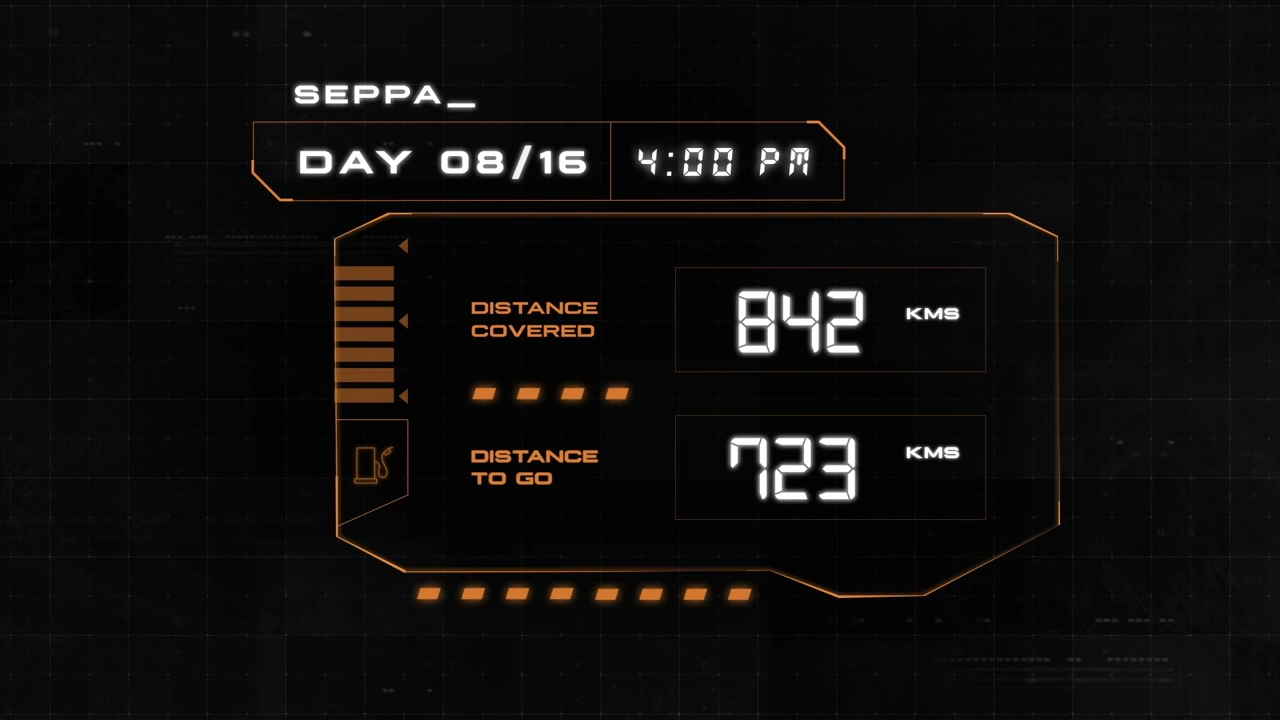 SEPPA_
DAY 08/16 4:00 PM
DISTANCE
COVERED
842 KMS
DISTANCE
TO GO
723 KMS